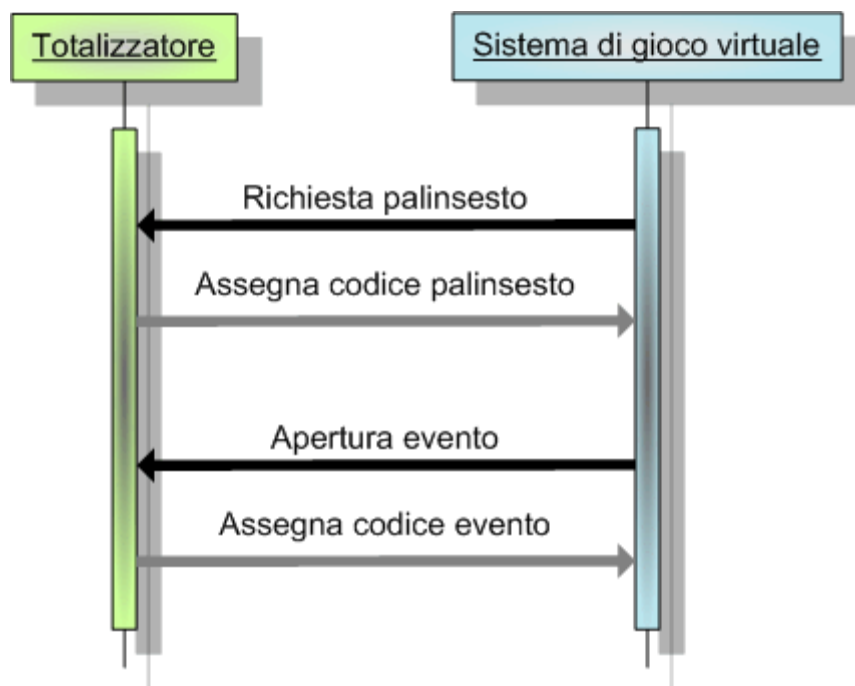 Totalizzatore
Sistema di gioco virtuale
Richiesta palinsesto
Assegna codice palinsesto
Apertura evento
Assegna codice evento